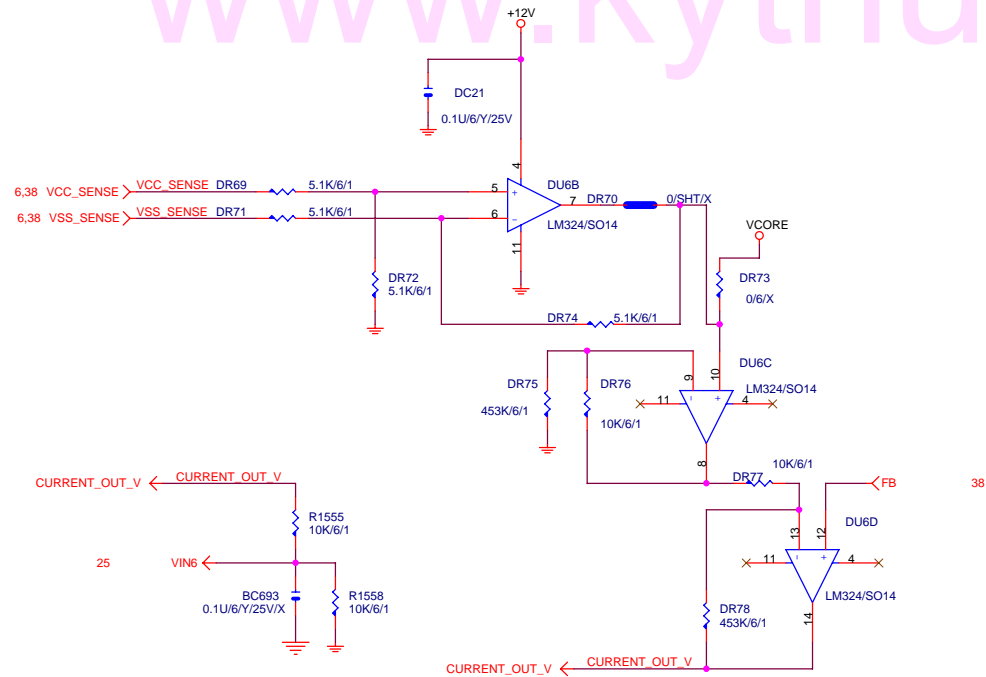 www.kythu
+12V
DC21
0.1U/6/Y/25V
4
6,38 VCC_SENSE VCC_SENSE DR69 5.1K/6/1 5 + DU6B
7 DR70 0/SHT/X
6,38 VSS_SENSE VSS_SENSE DR71 5.1K/6/1 6 - LM324/SO14
11
VCORE
DR72
5.1K/6/1
DR73
0/6/X
DR74 5.1K/6/1
DU6C
9 10
LM324/SO14
- +
11 4
DR75
453K/6/1
DR76
10K/6/1
8
10K/6/1
DR77
FB 38
CURRENT_OUT_V CURRENT_OUT_V
R1555
10K/6/1
DU6D
13 12
- +
11 4
LM324/SO14
25 VIN6
BC693
0.1U/6/Y/25V/X
R1558
10K/6/1
14
DR78
453K/6/1
CURRENT_OUT_V CURRENT_OUT_V